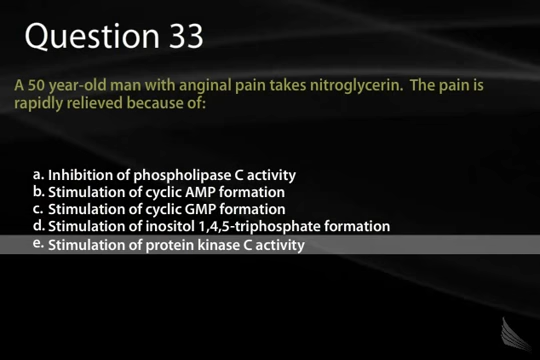 Question 33
A 50 year-old man with anginal pain takes nitroglycerin. The pain is
rapidly relieved because of:
a. Inhibition of phospholipase C activity
b. Stimulation of cyclic AMP formation
c. Stimulation of cyclic GMP formation
d. Stimulation of inositol 1,4,5-triphosphate formation
e. Stimulation of protein kinase C activity